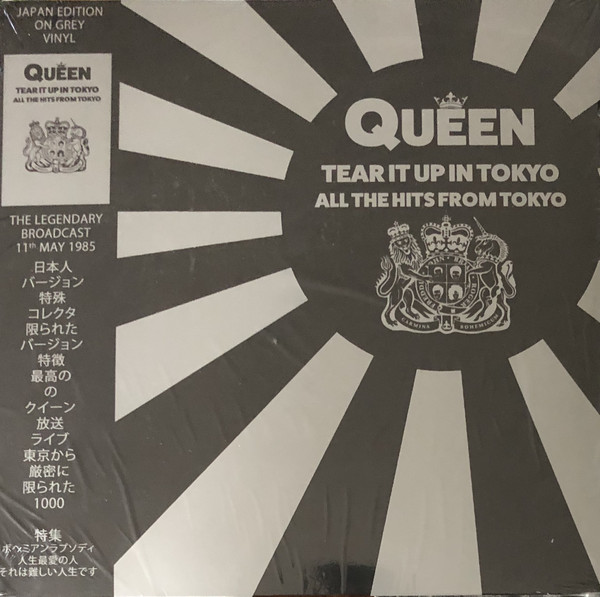 JAPAN EDITION
ON GREY
VINYL
QUEEN
TEAR IT UP IN TOKYO
ALL THE HITS FROM TOKYO
THE LEGENDARY
BROADCAST
11th MAY 1985
日本人
バージョン
特殊
コレクタ
限られた
バージョン
特徴
最高の
の
クイーン
放送
ライブ
東京から
厳密に
限られた
1000
特集
ボヘミアンラプソディ
人生最愛の人
それは難しい人生です
QUEEN
TEAR IT UP IN TOKYO
ALL THE HITS FROM TOKYO
CARMINE BOHEMICUM